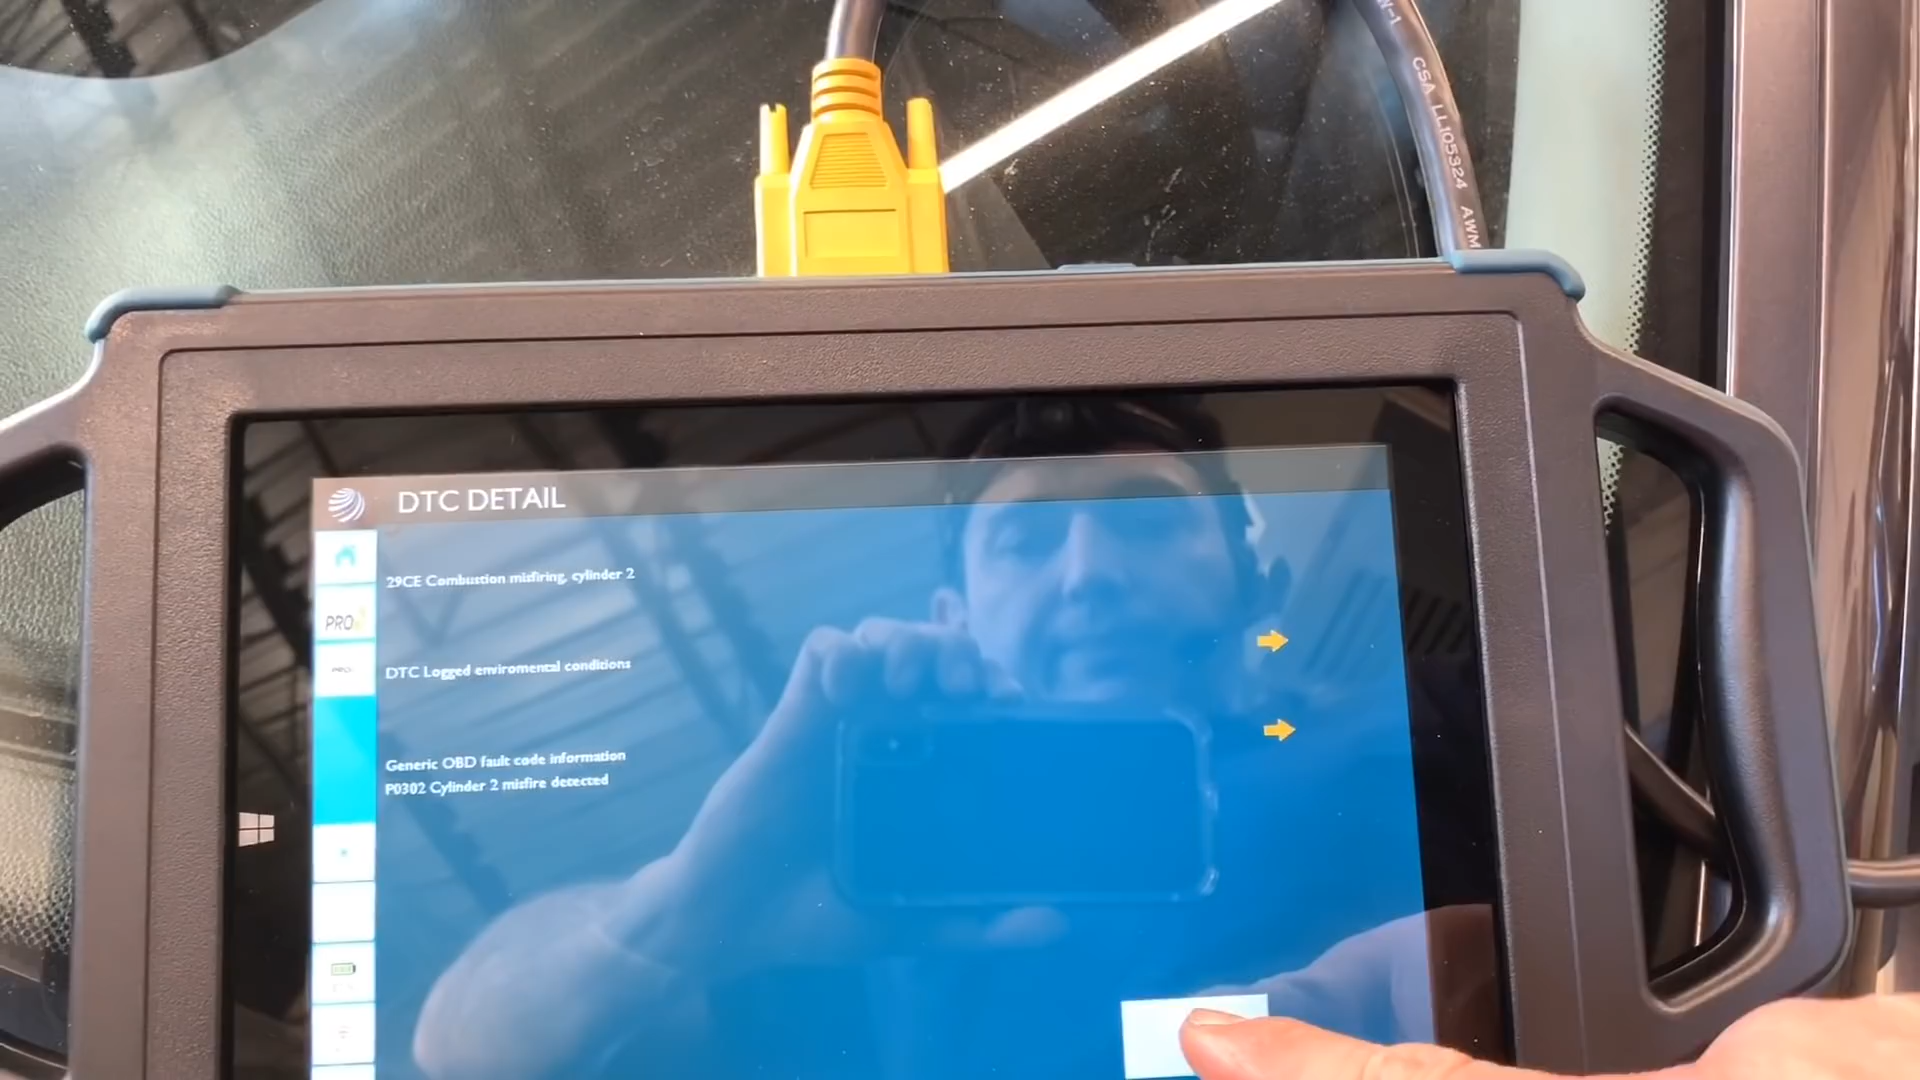 W-1
CSA LL105324 AWM
DTC DETAIL
PRO
29CE Combustion misfiring, cylinder 2
DTC Logged enviromental conditions
Generic OBD fault code information
P0302 Cylinder 2 misfire detected